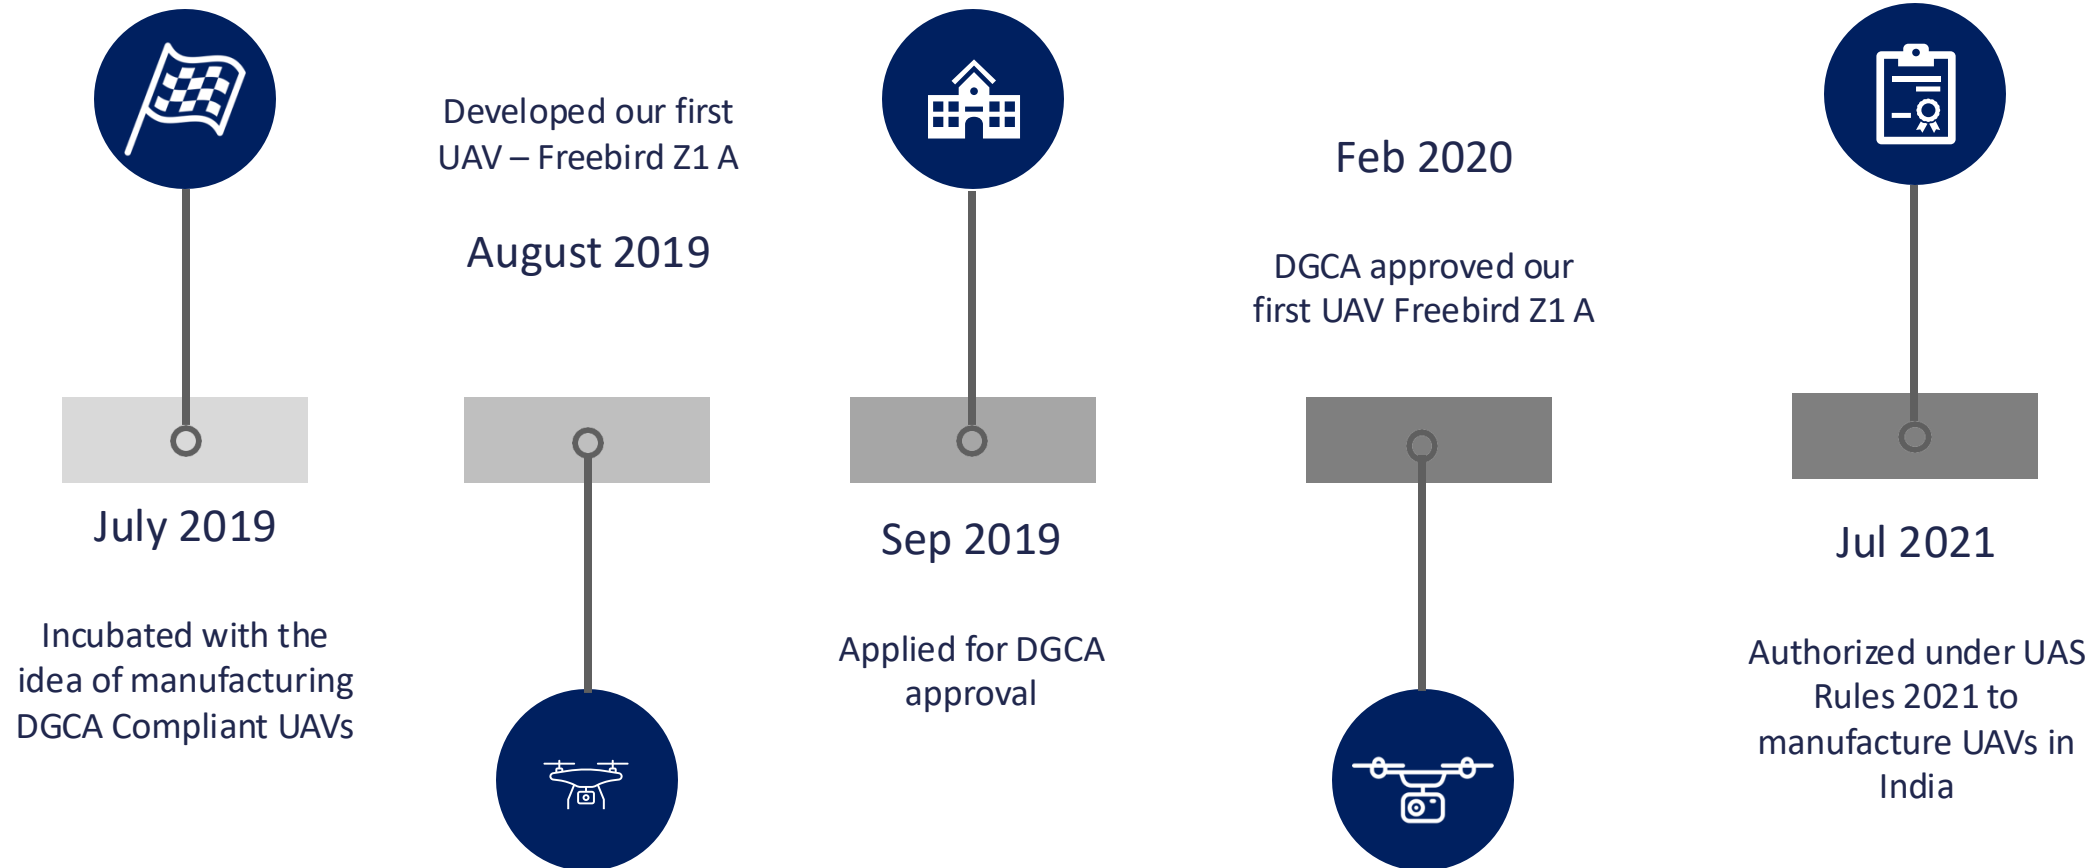 July 2019
Incubated with the
idea of manufacturing
DGCA Compliant UAVs
Developed our first
UAV – Freebird Z1 A
August 2019
Sep 2019
Applied for DGCA
approval
Feb 2020
DGCA approved our
first UAV Freebird Z1 A
Jul 2021
Authorized under UAS
Rules 2021 to
manufacture UAVs in
India